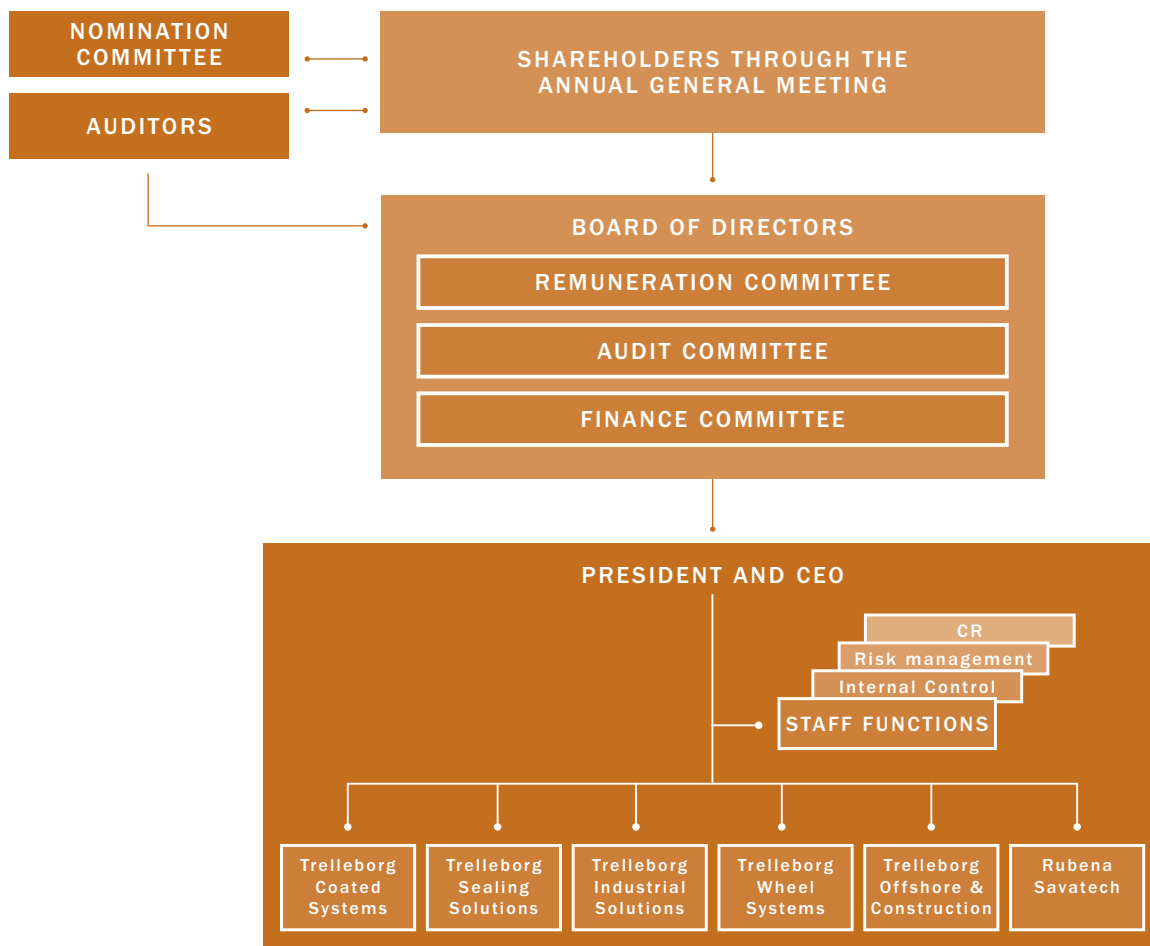 NOMINATION
COMMITTEE
SHAREHOLDERS THROUGH THE
ANNUAL GENERAL MEETING
AUDITORS
BOARD OF DIRECTORS
REMUNERATION COMMITTEE
AUDIT COMMITTEE
FINANCE COMMITTEE
PRESIDENT AND CEO
CR
Risk management
Internal Control
STAFF FUNCTIONS
Trelleborg
Coated
Systems
Trelleborg
Sealing
Solutions
Trelleborg
Industrial
Solutions
Trelleborg
Wheel
Systems
Trelleborg
Offshore &
Construction
Rubena
Savatech